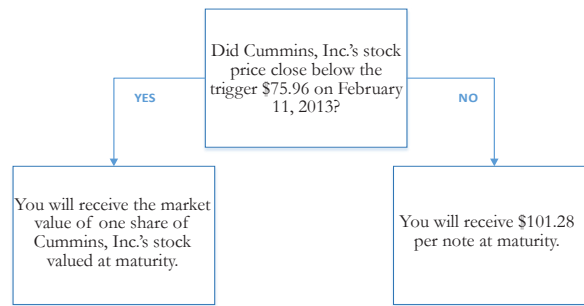 Did Cummins, Inc.'s stock
price close below the
trigger $75.96 on February
11, 2013?
YES
NO
You will receive the market
value of one share of
Cummins, Inc.'s stock
valued at maturity.
You will receive $101.28
per note at maturity.